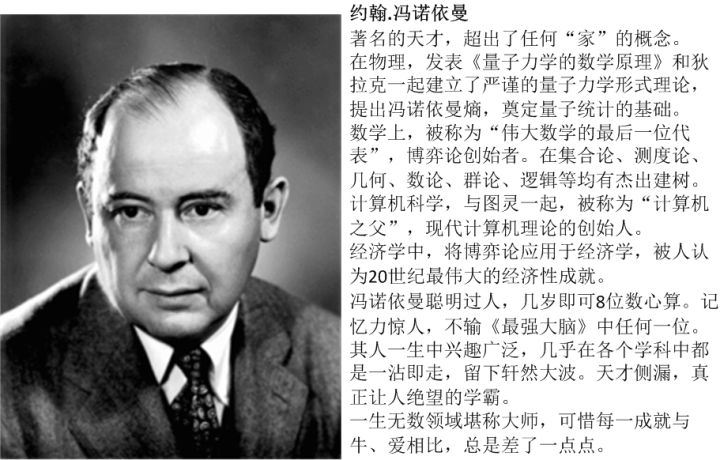 约翰.冯诺依曼
著名的天才，超出了任何“家”的概念。
在物理，发表《量子力学的数学原理》和狄
拉克一起建立了严谨的量子力学形式理论，
提出冯诺依曼熵，奠定量子统计的基础。
数学上，被称为“伟大数学的最后一位代
表”，博弈论创始者。在集合论、测度论、
几何、数论、群论、逻辑等均有杰出建树。
计算机科学，与图灵一起，被称为“计算机
之父”，现代计算机理论的创始人。
经济学中，将博弈论应用于经济学，被人认
为20世纪最伟大的经济性成就。
冯诺依曼聪明过人，几岁即可8位数心算。记
忆力惊人，不输《最强大脑》中任何一位。
其人一生中兴趣广泛，几乎在各个学科中都
是一沾即走，留下轩然大波。天才侧漏，真
正让人绝望的学霸。
一生无数领域堪称大师，可惜每一成就与
牛、爱相比，总是差了一点点。